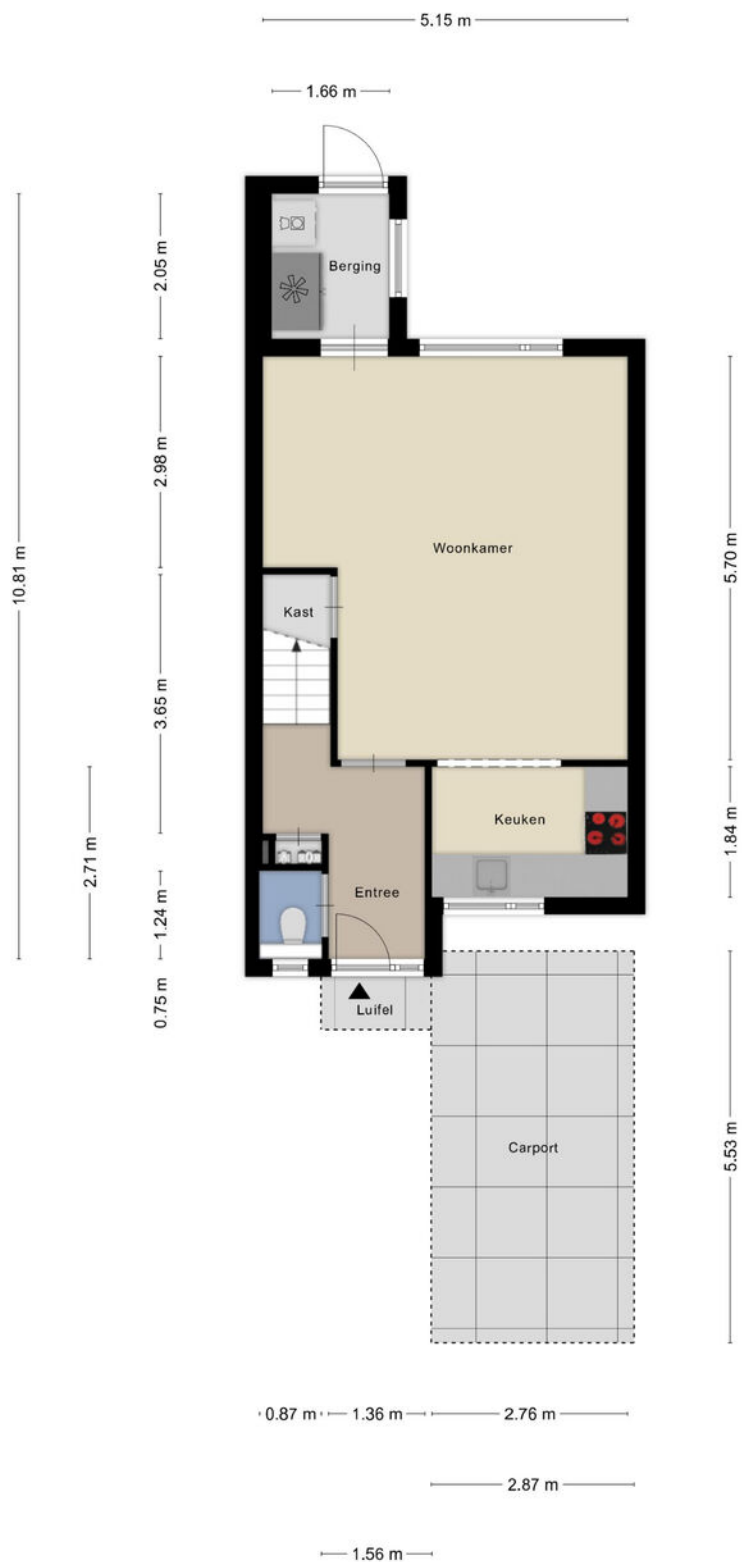 5.15 m
1.66 m
Berging
2.05 m
2.98 m
10.81 m
5.70 m
Woonkamer
Kast
3.65 m
2.71 m
1.84 m
Keuken
Entree
1.24 m
0.75 m
Luifel
Carport
5.53 m
0.87 m
1.36 m
2.76 m
2.87 m
1.56 m